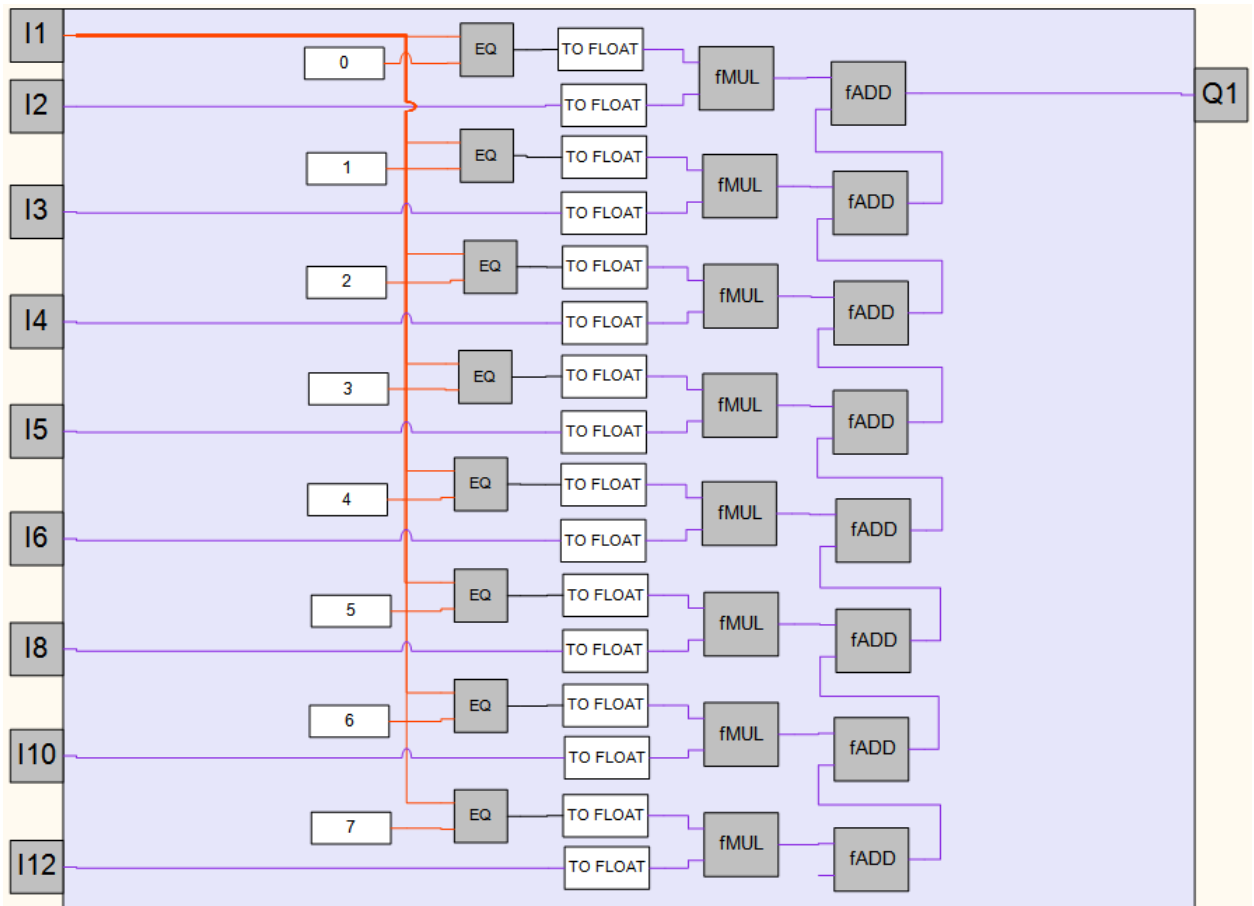 I1
EQ
TO FLOAT
0
fMUL
fADD
Q1
I2
TO FLOAT
EQ
TO FLOAT
1
fMUL
fADD
I3
TO FLOAT
EQ
TO FLOAT
2
fMUL
fADD
I4
TO FLOAT
EQ
TO FLOAT
3
fMUL
fADD
I5
TO FLOAT
EQ
TO FLOAT
4
fMUL
fADD
I6
TO FLOAT
EQ
TO FLOAT
5
fMUL
fADD
I8
TO FLOAT
EQ
TO FLOAT
6
fMUL
fADD
I10
TO FLOAT
EQ
TO FLOAT
7
fMUL
fADD
I12
TO FLOAT